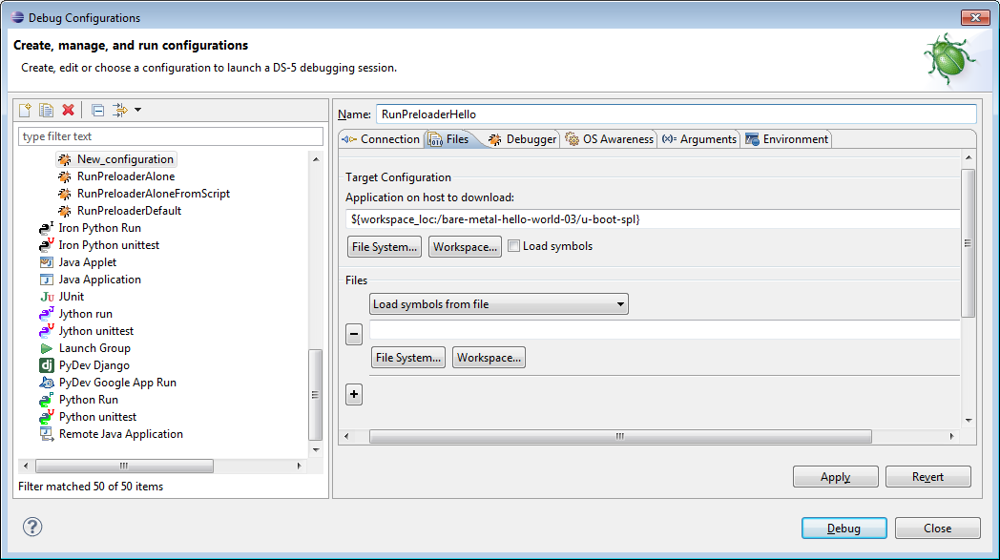 Debug Configurations
Create, manage, and run configurations
Create, edit or choose a configuration to launch a DS-5 debugging session.
type filter text
New_configuration
RunPreloaderAlone
RunPreloaderAloneFromScript
RunPreloaderDefault
Iron Python Run
Iron Python unittest
Java Applet
Java Application
JUnit
Jython run
Jython unittest
Launch Group
PyDev Django
PyDev Google App Run
Python Run
Python unittest
Remote Java Application
Filter matched 50 of 50 items
Name: RunPreloaderHello
Connection Files Debugger OS Awareness Arguments Environment
Target Configuration
Application on host to download:
${workspace_loc:/bare-metal-hello-world-03/u-boot-spl}
File System... Workspace... Load symbols
Files
Load symbols from file
File System... Workspace...
Apply Revert
Debug Close